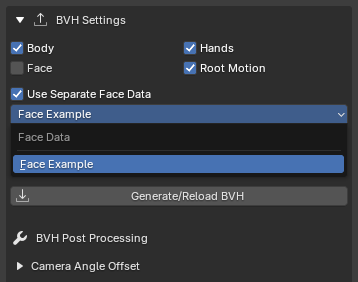 BVH Settings
Body Hands
Face Root Motion
Use Separate Face Data
Face Example
Face Data
Face Example
Generate/Reload BVH
BVH Post Processing
Camera Angle Offset